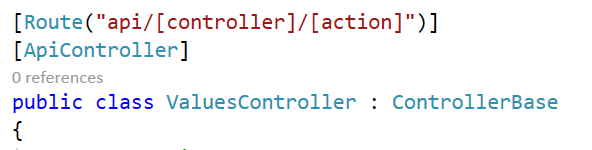 [Route("api/[controller]/[action]")]
[ApiController]
0 references
public class ValuesController : ControllerBase
{